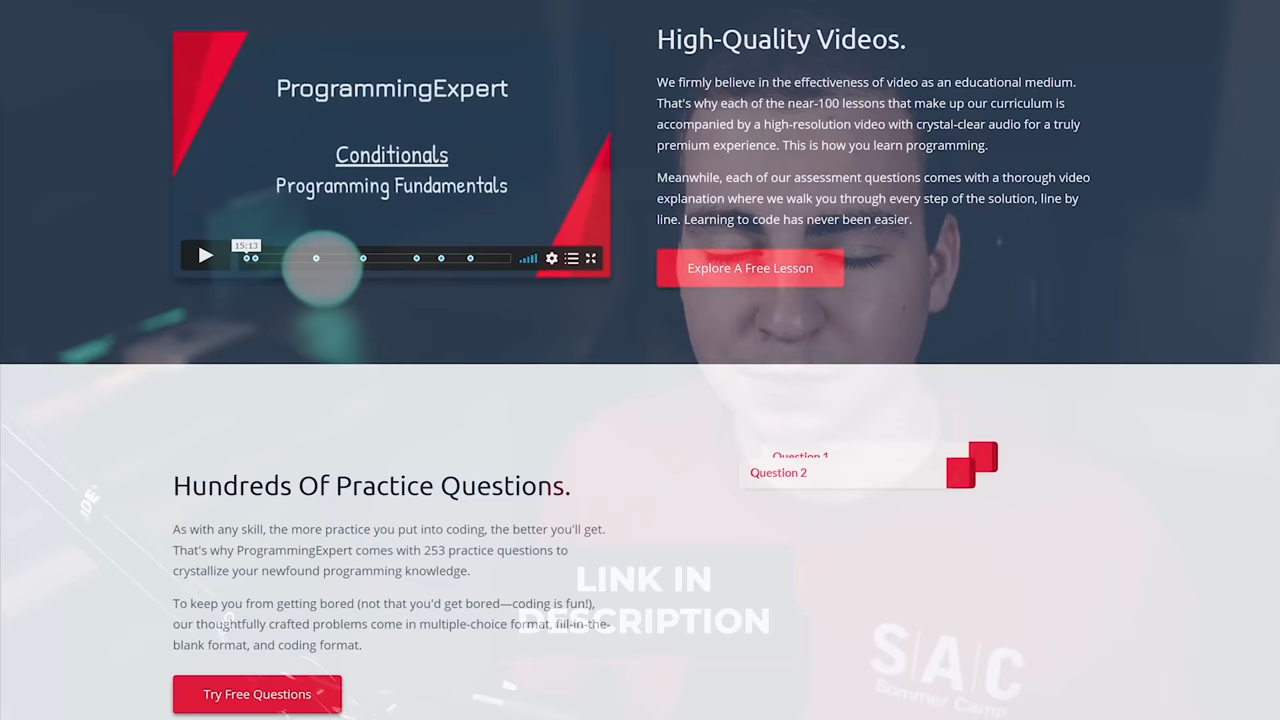 High-Quality Videos.
ProgrammingExpert
Conditionals
Programming Fundamentals
15:13
We firmly believe in the effectiveness of video as an educational medium.
That's why each of the near-100 lessons that make up our curriculum is
accompanied by a high-resolution video with crystal-clear audio for a truly
premium experience. This is how you learn programming.
Meanwhile, each of our assessment questions comes with a thorough video
explanation where we walk you through every step of the solution, line by
line. Learning to code has never been easier.
Explore A Free Lesson
Question 1
Question 2
Hundreds Of Practice Questions.
As with any skill, the more practice you put into coding, the better you'll get.
That's why ProgrammingExpert comes with 253 practice questions to
crystallize your newfound programming knowledge.
To keep you from getting bored (not that you'd get bored—coding is fun!),
our thoughtfully crafted problems come in multiple-choice format, fill-in-the-
blank format, and coding format.
Try Free Questions
LINK IN
DESCRIPTION
S|A|C
Summer Camp